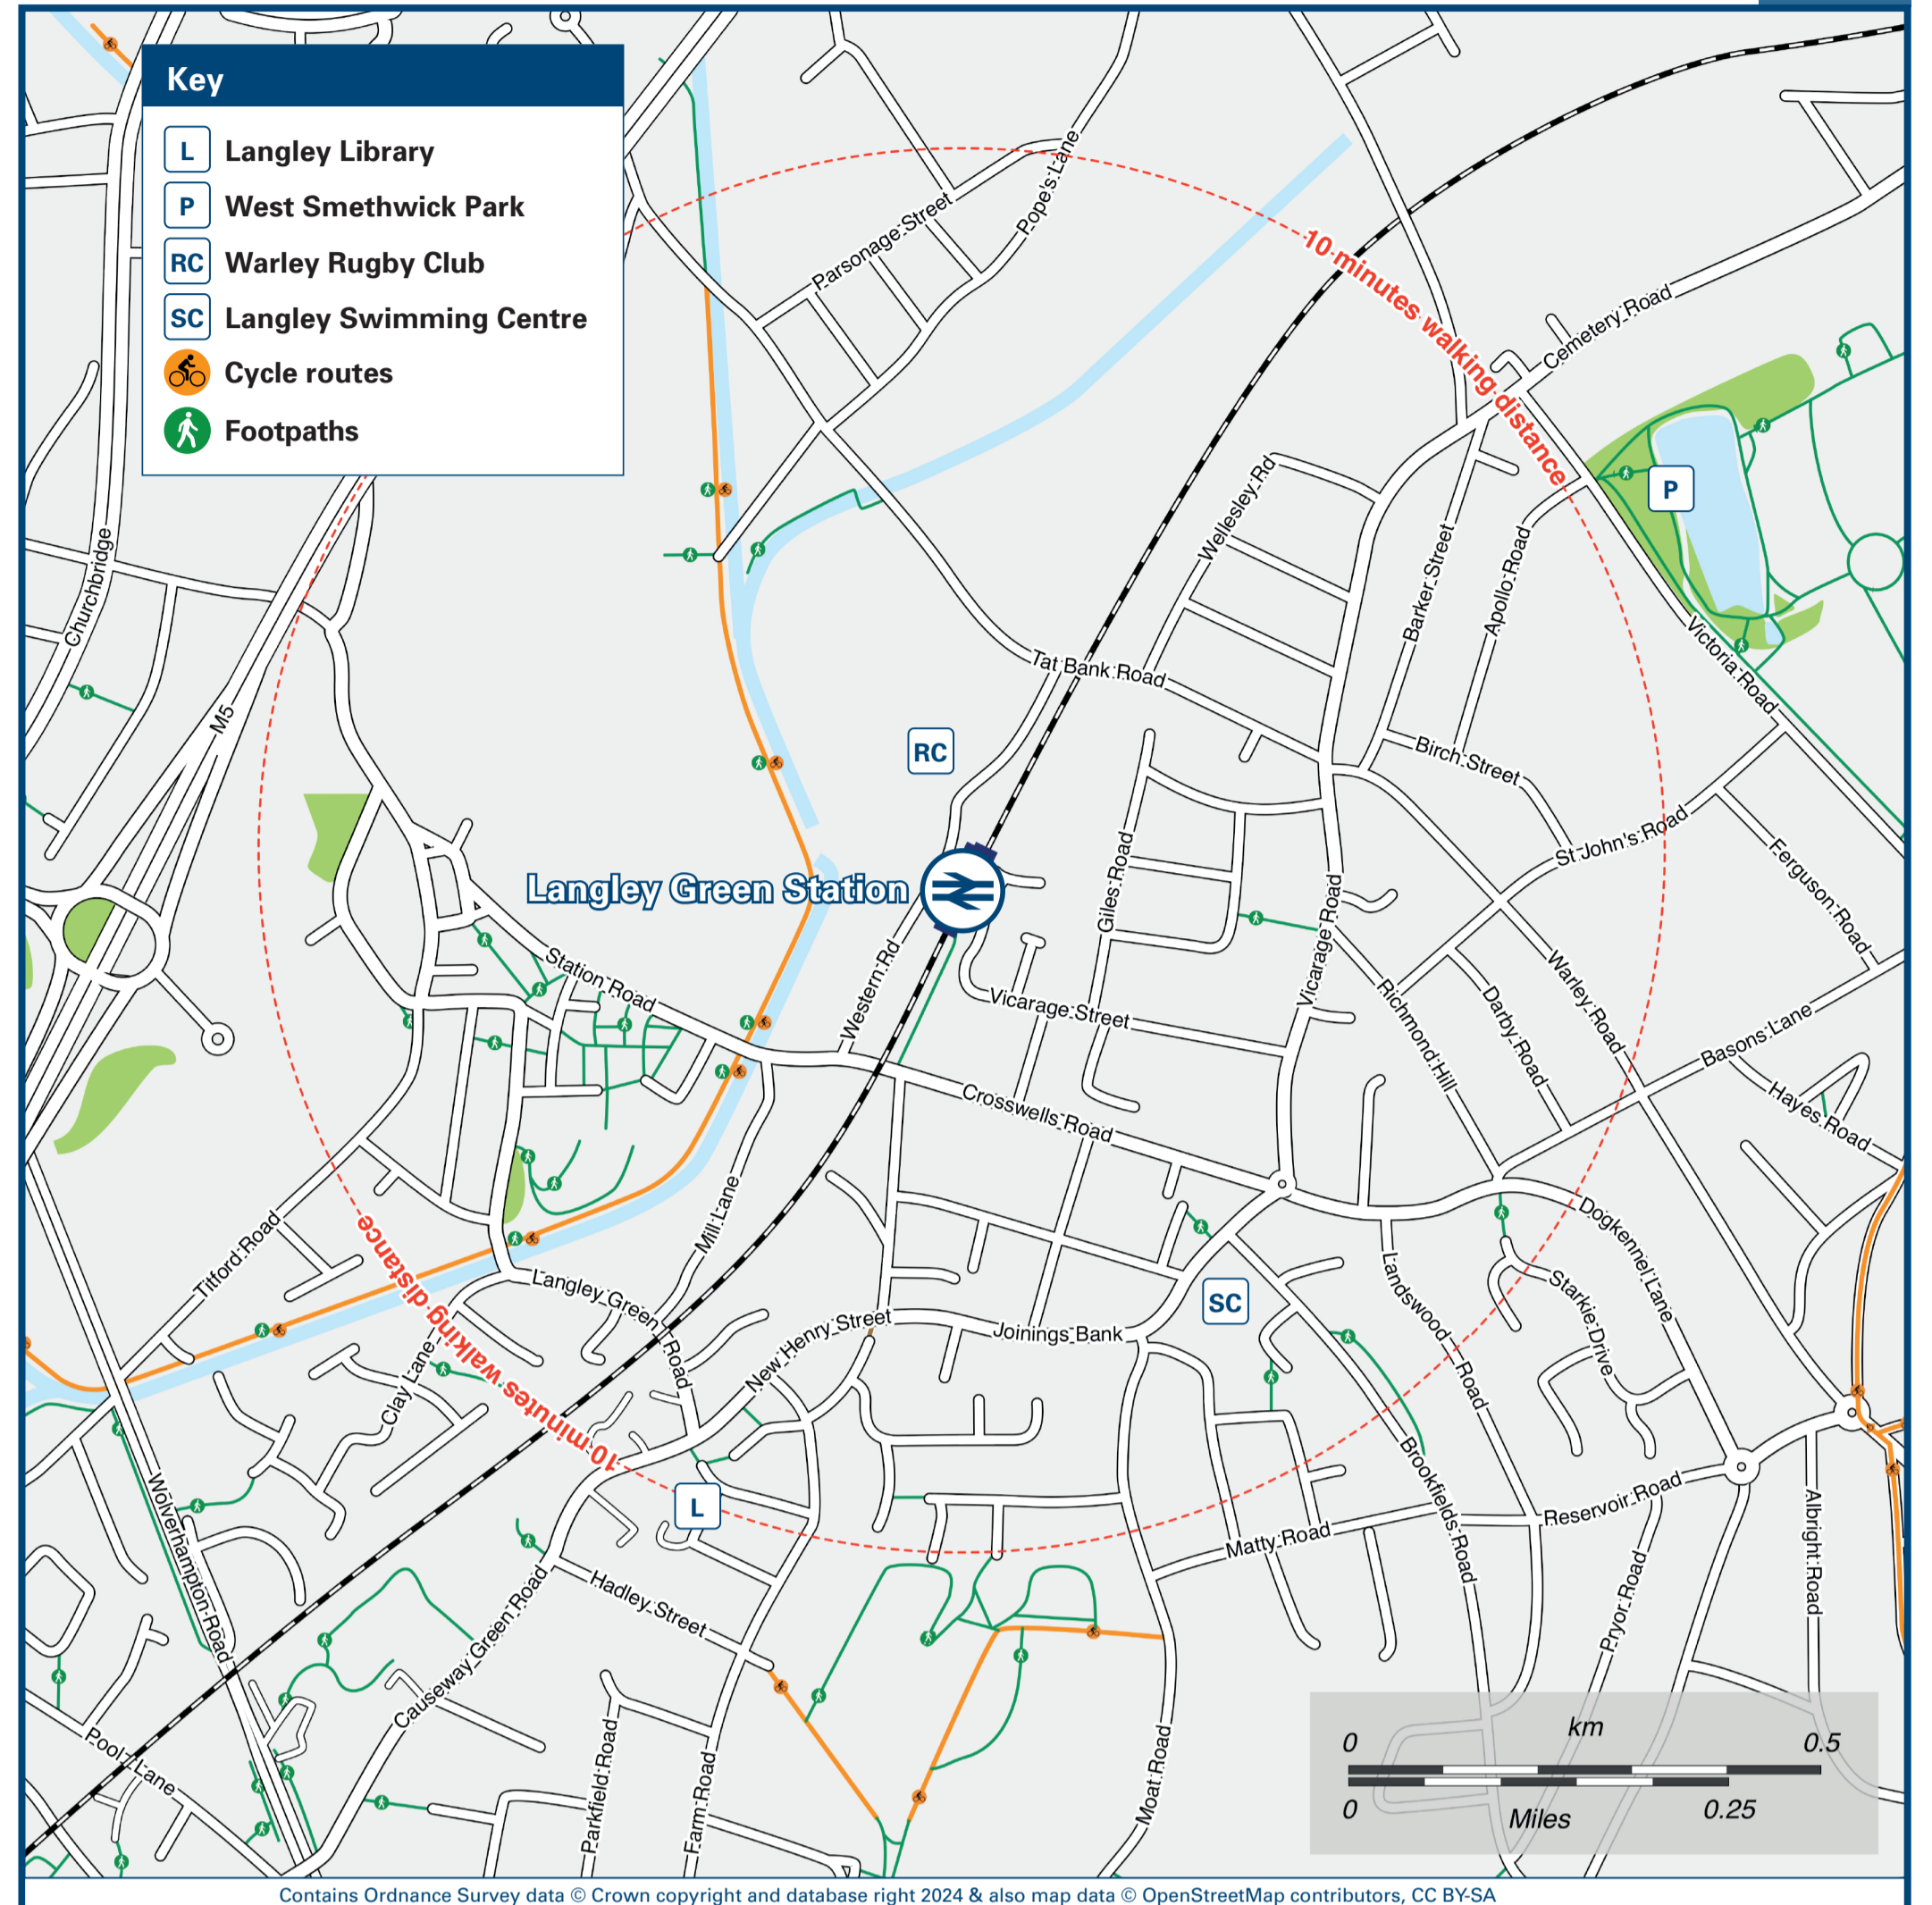 Key
L Langley Library
P West Smethwick Park
RC Warley Rugby Club
SC Langley Swimming Centre
Cycle routes
Footpaths
Pope's Lane
Parsonage Street
10 minutes walking distance
Cemetery Road
P
Wellesley Rd
Churchbridge
Barker Street
Apollo Road
Victoria Road
M5
Tat Bank Road
RC
Birch Street
St John's Road
Ferguson Road
Giles Road
Langley Green Station
Vicarage Road
Station Road
Western Rd
Vicarage Street
Richmond Hill
Darby Road
Warley Road
Basons Lane
Hayes Road
Crosswells Road
Mill Lane
Titford Road
10 minutes walking distance
Langley Green Road
SC
Dogkennel Lane
Landswood Road
Starkie Drive
New Henry Street
Joinings Bank
Clay Lane
Brookfields Road
L
Wolverhampton Road
Matty Road
Reservoir Road
Albright Road
Hadley Street
Causeway Green Road
Pryor Road
Pool Lane
Parkfield Road
Farm Road
Moat Road
km
0 0.5
0 0.25
Miles
Contains Ordnance Survey data © Crown copyright and database right 2024 & also map data © OpenStreetMap contributors, CC BY-SA